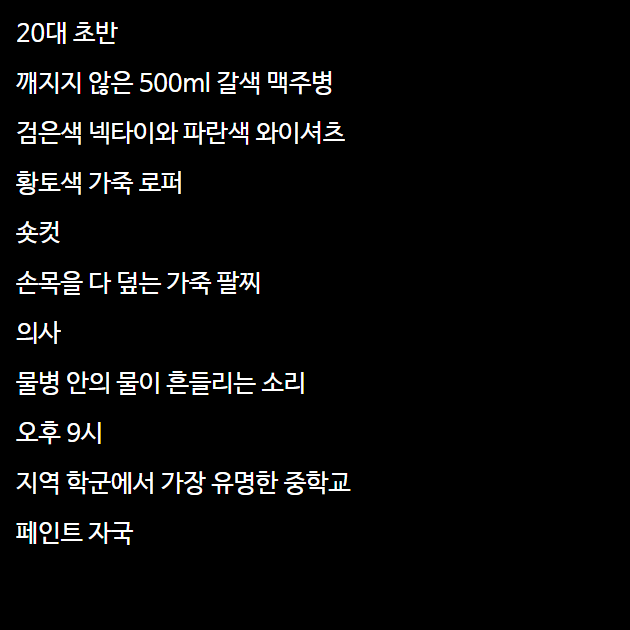 20대 초반
깨지지 않은 500ml 갈색 맥주병
검은색 넥타이와 파란색 와이셔츠
황토색 가죽 로퍼
숏컷
손목을 다 덮는 가죽 팔찌
의사
물병 안의 물이 흔들리는 소리
오후 9시
지역 학군에서 가장 유명한 중학교
페인트 자국